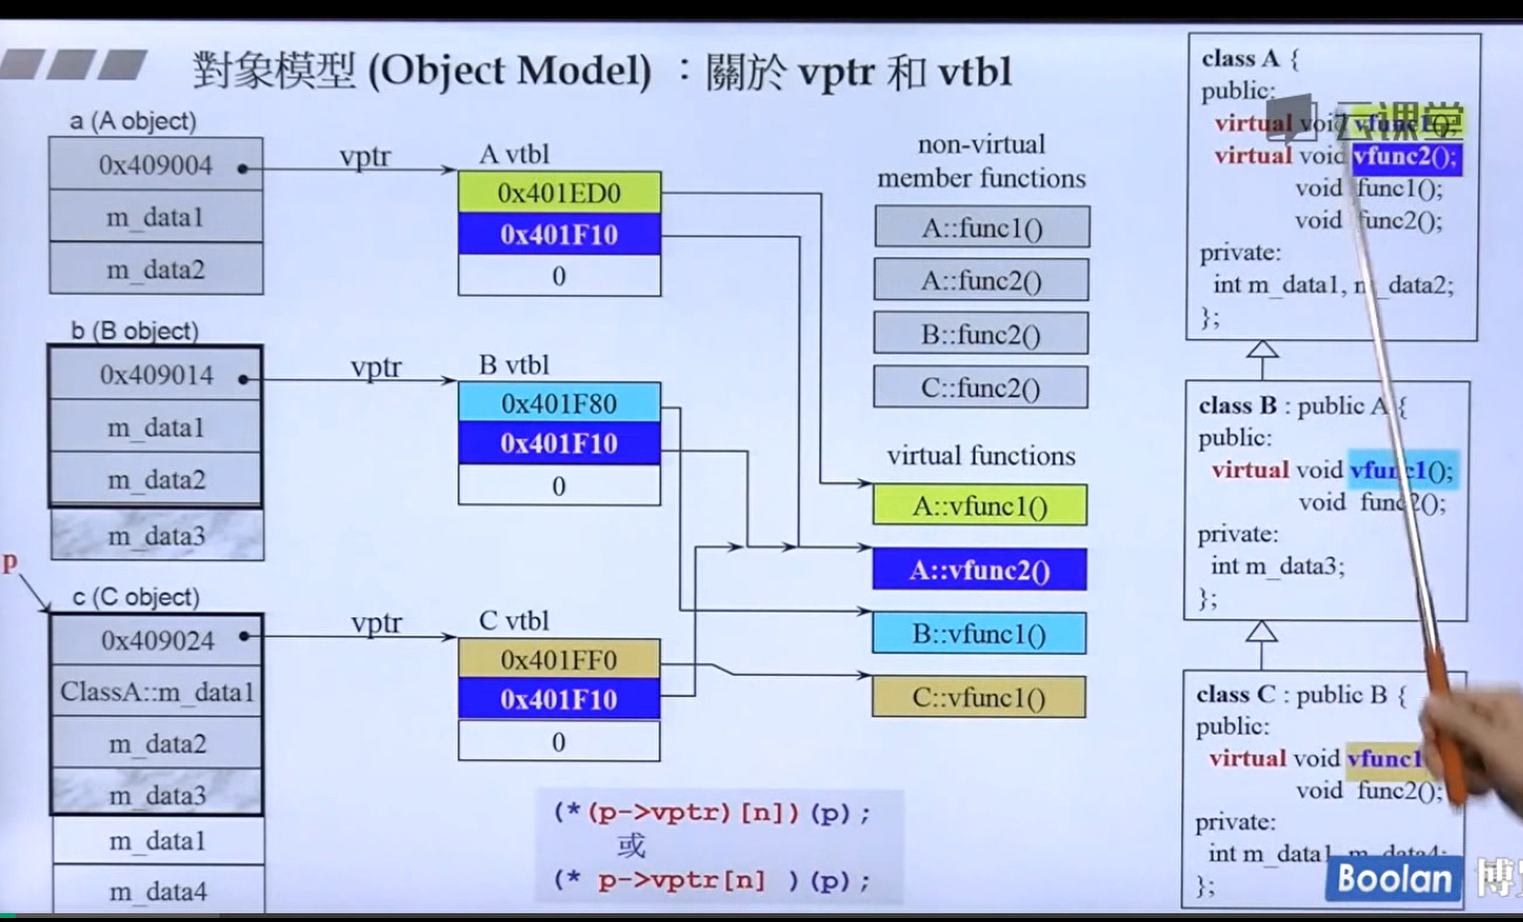 對象模型 (Object Model) ：關於 vptr 和 vtbl
a (A object)
0x409004
m_data1
m_data2
vptr
A vtbl
0x401ED0
0x401F10
0
b (B object)
0x409014
m_data1
m_data2
m_data3
vptr
B vtbl
0x401F80
0x401F10
0
p
c (C object)
0x409024
ClassA::m_data1
m_data2
m_data3
m_data1
m_data4
vptr
C vtbl
0x401FF0
0x401F10
0
non-virtual
member functions
A::func1()
A::func2()
B::func2()
C::func2()
virtual functions
A::vfunc1()
A::vfunc2()
B::vfunc1()
C::vfunc1()
(*(p->vptr)[n])(p);
或
(* p->vptr[n] )(p);
class A {
public:
virtual void vfunc1();
virtual void vfunc2();
void func1();
void func2();
private:
int m_data1, m_data2;
};
class B : public A {
public:
virtual void vfunc1();
void func2();
private:
int m_data3;
};
class C : public B {
public:
virtual void vfunc1
void func2();
private:
int m_data1, m_data4;
};
云课堂
Boolan 博